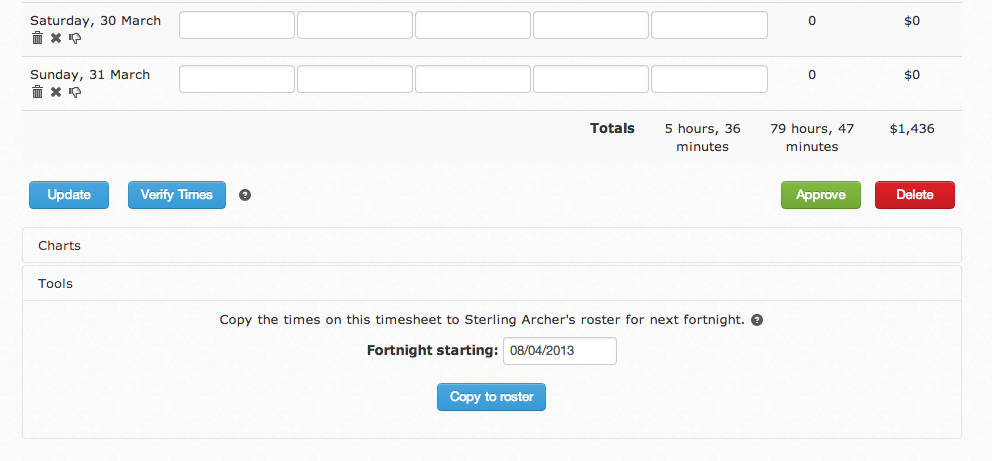 Saturday, 30 March 0 $0
Sunday, 31 March 0 $0
Totals 5 hours, 36 minutes 79 hours, 47 minutes $1,436
Update Verify Times ? Approve Delete
Charts
Tools
Copy the times on this timesheet to Sterling Archer's roster for next fortnight. ?
Fortnight starting: 08/04/2013
Copy to roster